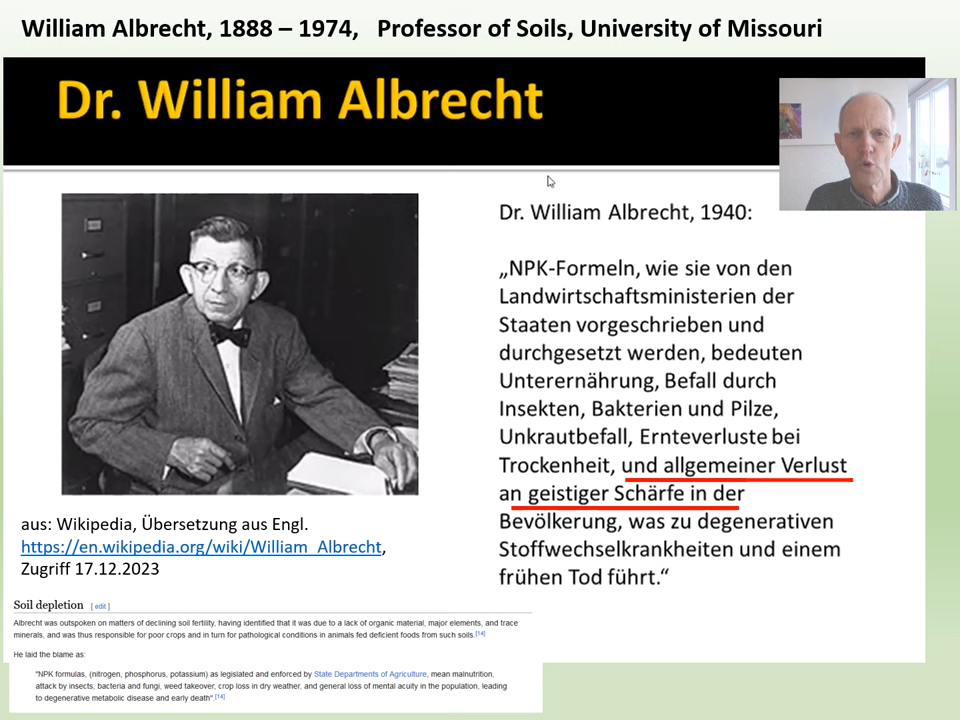 William Albrecht, 1888 – 1974, Professor of Soils, University of Missouri
Dr. William Albrecht
Dr. William Albrecht, 1940:
„NPK-Formeln, wie sie von den
Landwirtschaftsministerien der
Staaten vorgeschrieben und
durchgesetzt werden, bedeuten
Unterernährung, Befall durch
Insekten, Bakterien und Pilze,
Unkrautbefall, Ernteverluste bei
Trockenheit, und allgemeiner Verlust
an geistiger Schärfe in der
Bevölkerung, was zu degenerativen
Stoffwechselkrankheiten und einem
frühen Tod führt.“
aus: Wikipedia, Übersetzung aus Engl.
https://en.wikipedia.org/wiki/William_Albrecht,
Zugriff 17.12.2023
Soil depletion [ edit ]
Albrecht was outspoken on matters of declining soil fertility, having identified that it was due to a lack of organic material, major elements, and trace
minerals, and was thus responsible for poor crops and in turn for pathological conditions in animals fed deficient foods from such soils.[14]
He laid the blame as:
"NPK formulas, (nitrogen, phosphorus, potassium) as legislated and enforced by State Departments of Agriculture, mean malnutrition,
attack by insects, bacteria and fungi, weed takeover, crop loss in dry weather, and general loss of mental acuity in the population, leading
to degenerative metabolic disease and early death".[14]